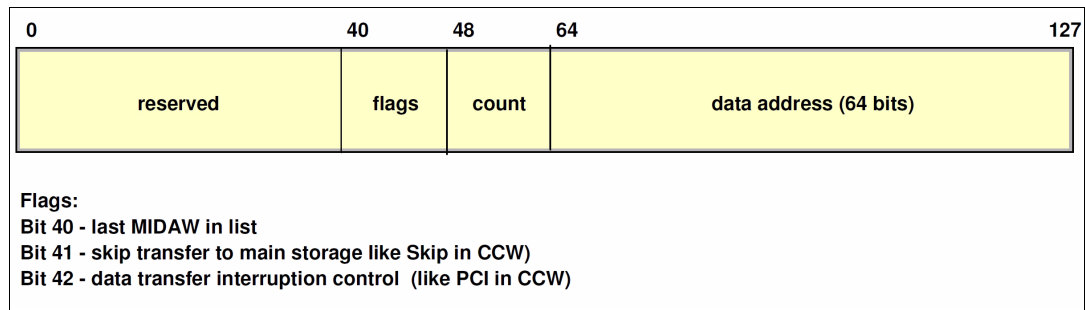 0 40 48 64 127
reserved flags count data address (64 bits)
Flags:
Bit 40 - last MIDAW in list
Bit 41 - skip transfer to main storage like Skip in CCW)
Bit 42 - data transfer interruption control (like PCI in CCW)